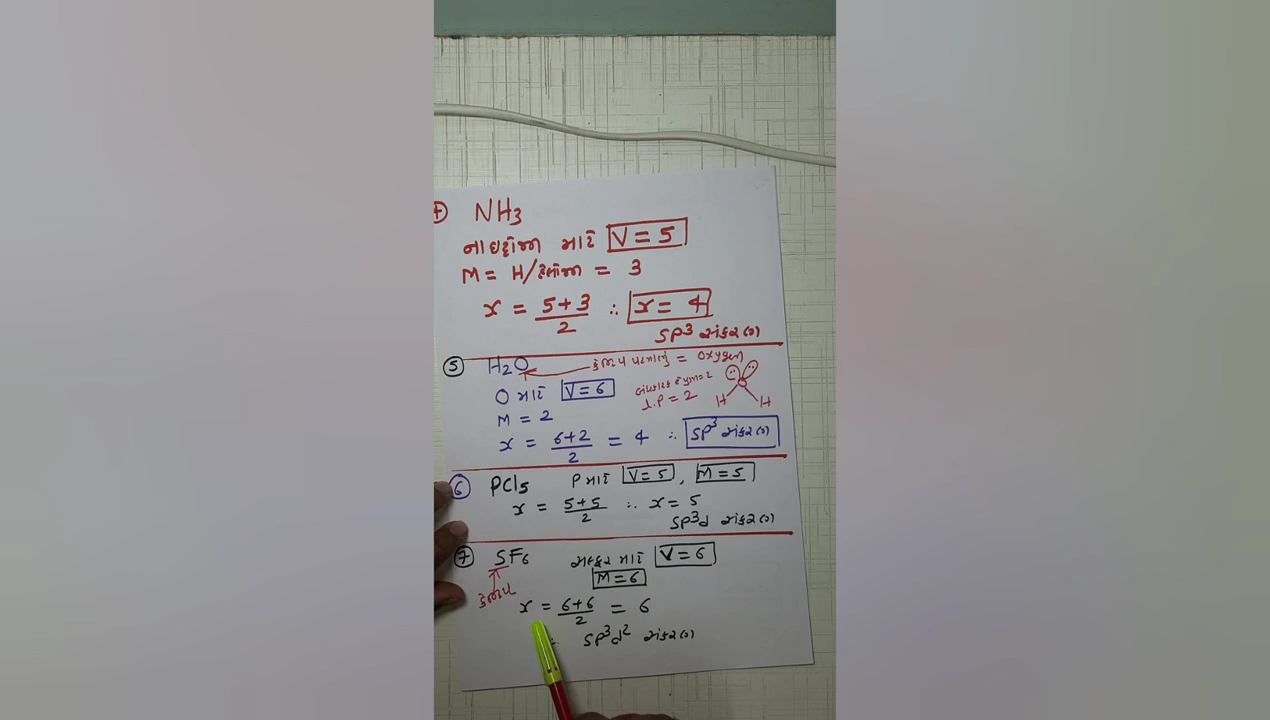 4) NH3
નાઇટ્રોજન માટે V = 5
M = H/હેલોજન = 3
x = 5+3/2 ∴ x = 4
SP³ સંકરણ
5 H2O કેન્દ્રિય પરમાણુ = Oxygen
O માટે V = 6
L.P = 2
H H
M = 2
x = 6+2/2 = 4 ∴ SP³ સંકરણ
6 PCl5 P માટે V = 5 , M = 5
x = 5+5/2 ∴ x = 5
SP³d સંકરણ
7 SF6 સલ્ફર માટે V = 6
M = 6
કેન્દ્રિય
x = 6+6/2 = 6
∴ SP³d² સંકરણ